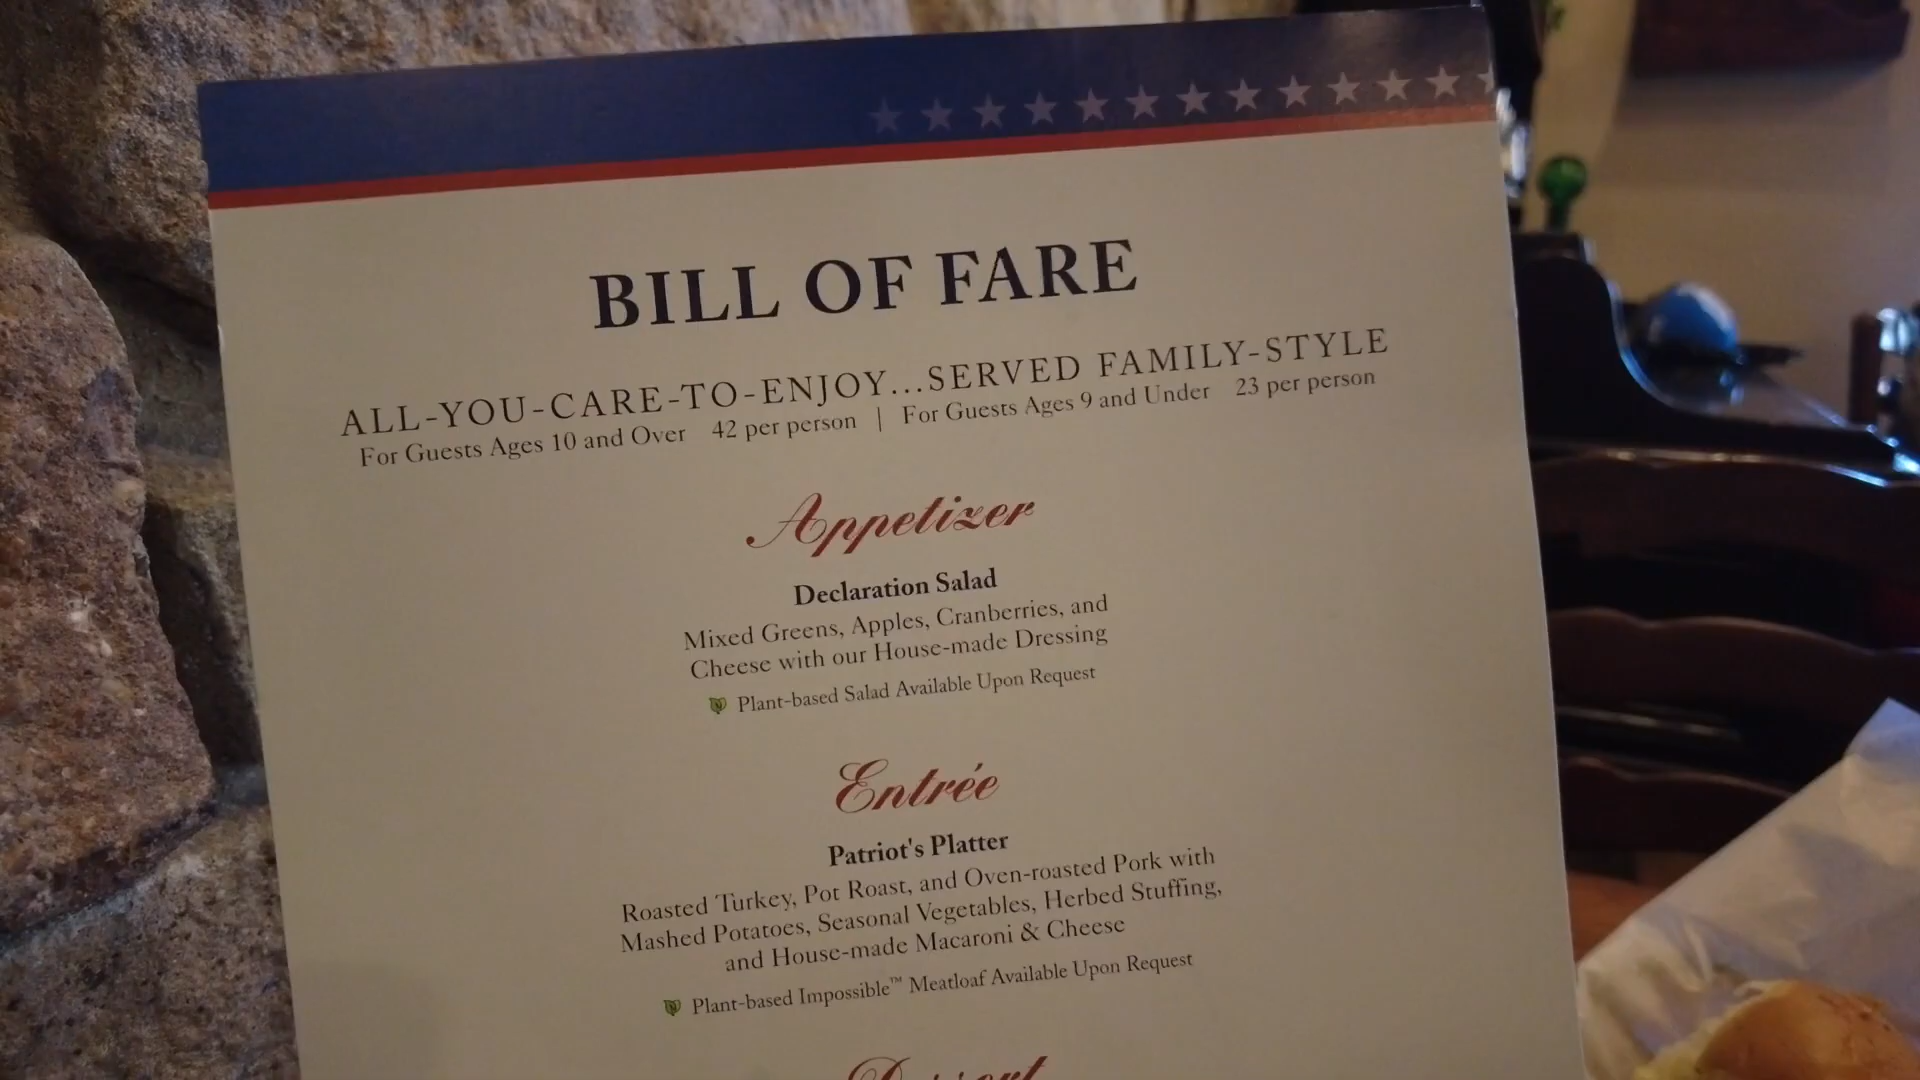 BILL OF FARE
ALL-YOU-CARE-TO-ENJOY...SERVED FAMILY-STYLE
For Guests Ages 10 and Over 42 per person | For Guests Ages 9 and Under 23 per person
Appetizer
Declaration Salad
Mixed Greens, Apples, Cranberries, and
Cheese with our House-made Dressing
Plant-based Salad Available Upon Request
Entrée
Patriot's Platter
Roasted Turkey, Pot Roast, and Oven-roasted Pork with
Mashed Potatoes, Seasonal Vegetables, Herbed Stuffing,
and House-made Macaroni & Cheese
Plant-based Impossible™ Meatloaf Available Upon Request
Dessert